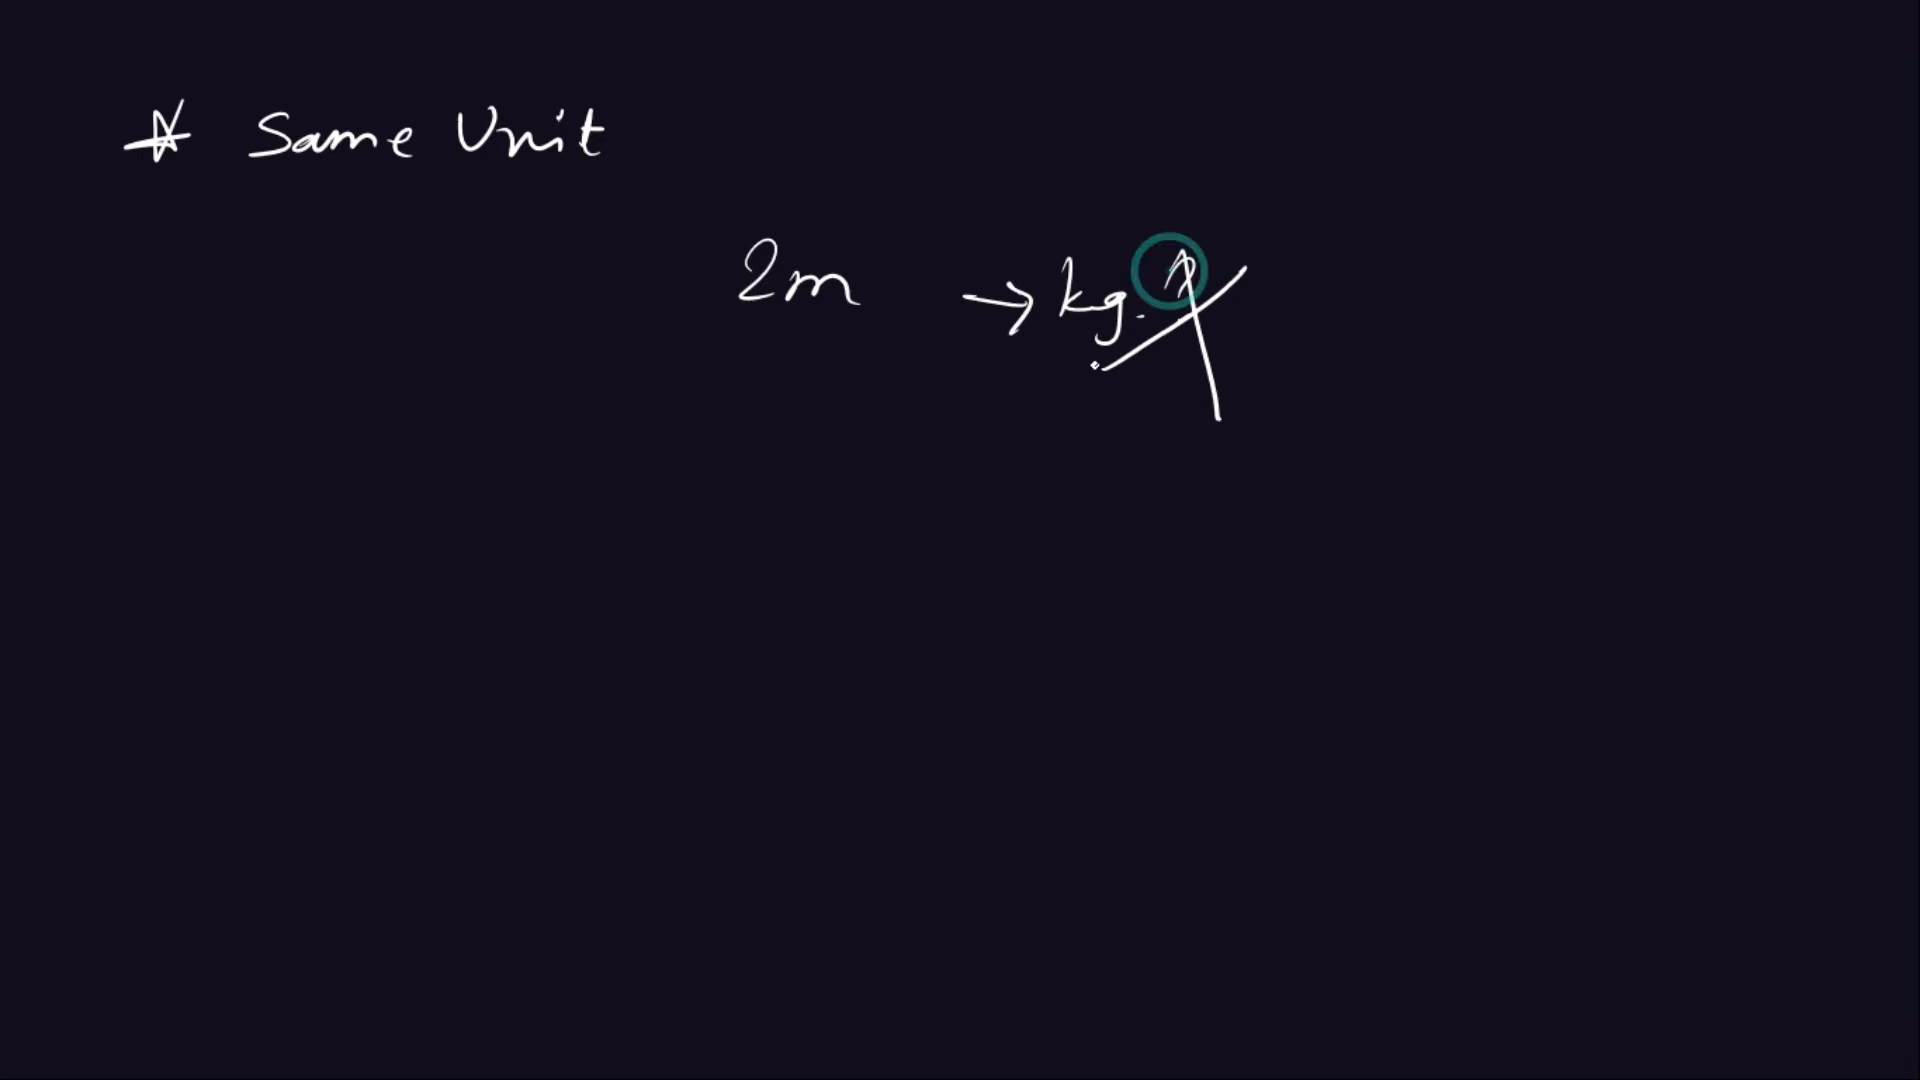 * Same Unit
2m → kg.